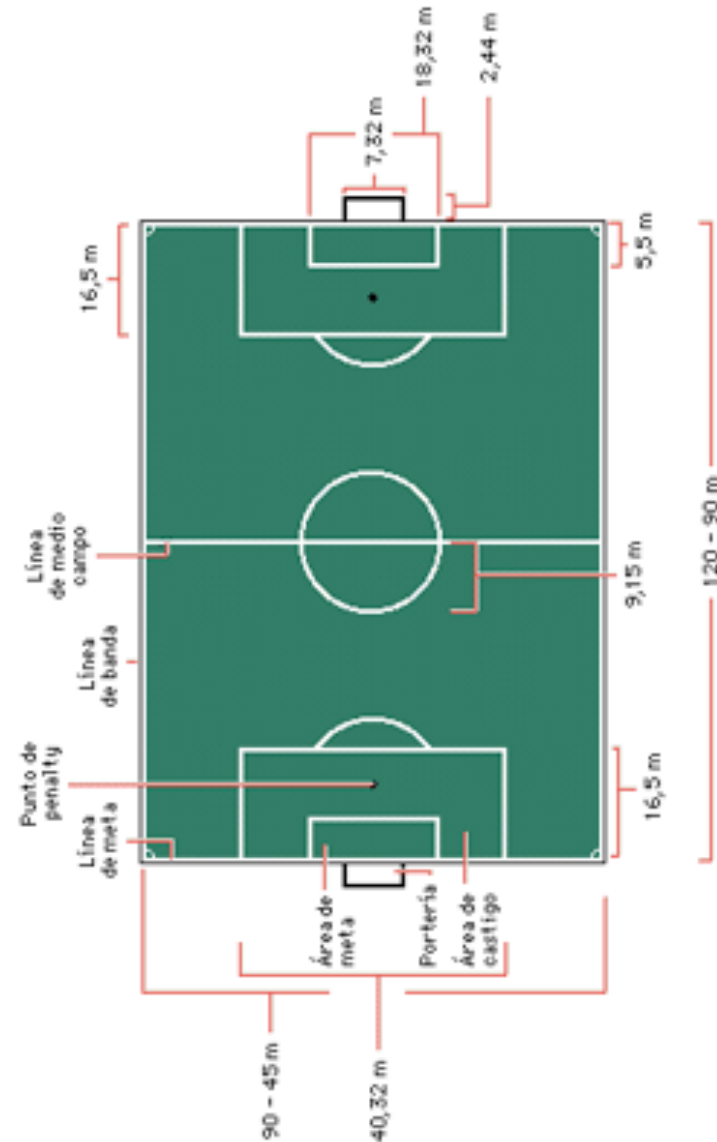 90 - 45 m
40,32 m
Línea
de meta
Punto de
penalty
Línea
de banda
Línea
de medio
campo
16,5 m
Área de
meta
Portería
Área de
castigo
7,32 m
18,32 m
2,44 m
16,5 m
9,15 m
5,5 m
120 - 90 m